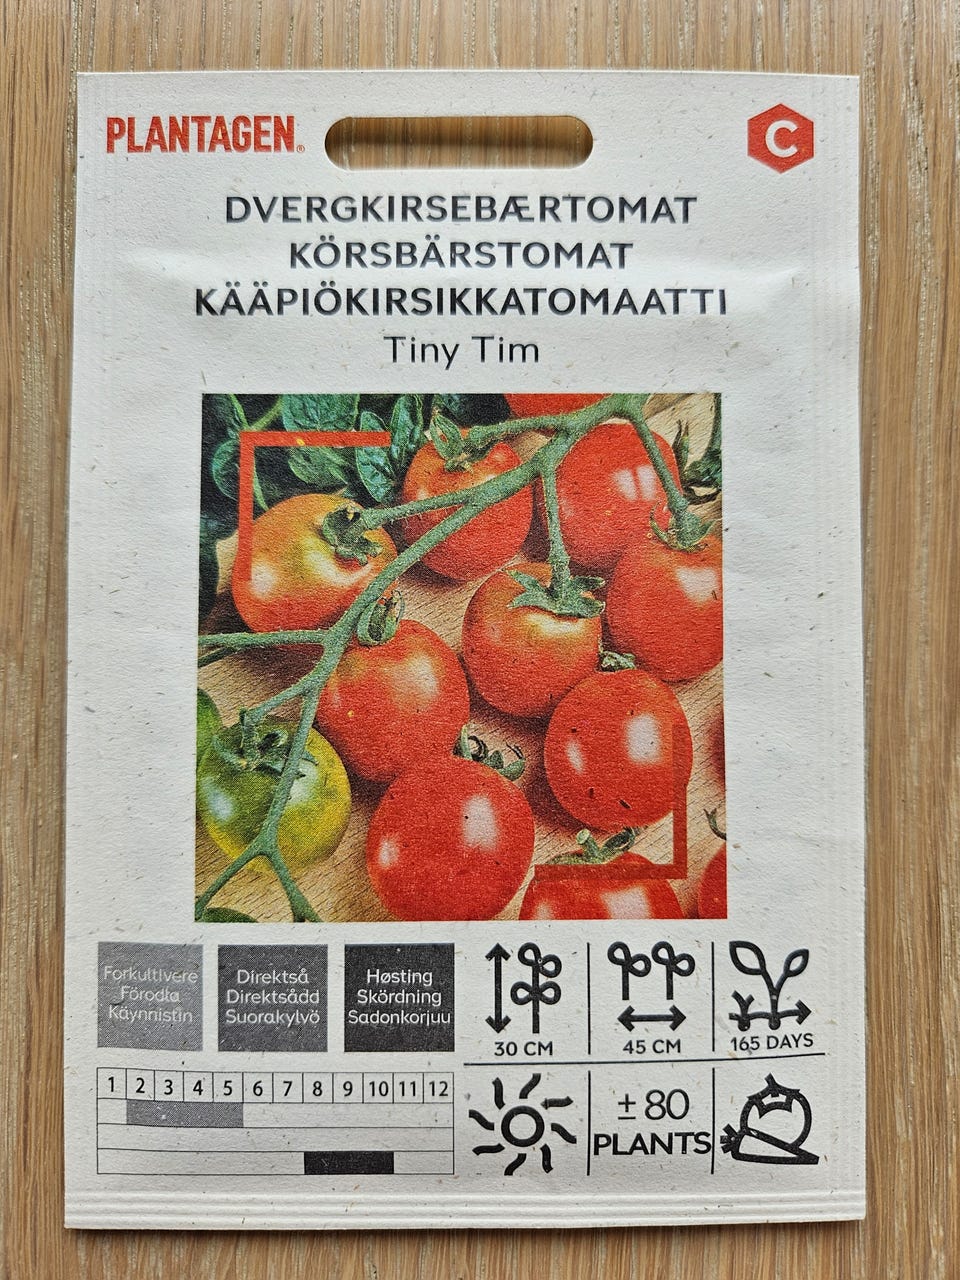 PLANTAGEN®
C
DVERGKIRSEBÆRTOMAT
KÖRSBÄRSTOMAT
KÄÄPIÖKIRSIKKATOMAATTI
Tiny Tim
Forkultivere
Förodla
Käynnistin
Direktså
Direktsådd
Suorakylvö
Høsting
Skördning
Sadonkorjuu
30 CM
45 CM
165 DAYS
1 2 3 4 5 6 7 8 9 10 11 12
±80
PLANTS